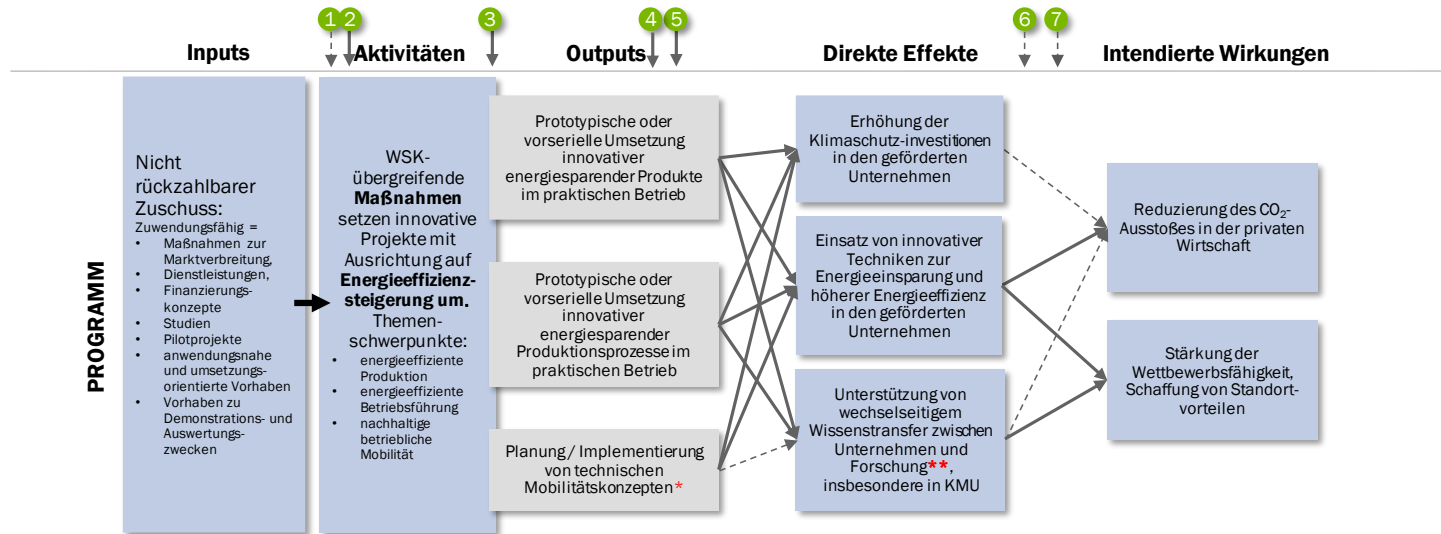 1 2 3 4 5 6 7
Inputs Aktivitäten Outputs Direkte Effekte Intendierte Wirkungen
PROGRAMM
Nicht
rückzahlbarer
Zuschuss:
Zuwendungsfähig =
• Maßnahmen zur
Marktverbreitung,
• Dienstleistungen,
• Finanzierungs-
konzepte
• Studien
• Pilotprojekte
• anwendungsnahe
und umsetzungs-
orientierte Vorhaben
• Vorhaben zu
Demonstrations- und
Auswertungs-
zwecken
WSK-
übergreifende
Maßnahmen
setzen innovative
Projekte mit
Ausrichtung auf
Energieeffizienz-
steigerung um.
Themen-
schwerpunkte:
• energieeffiziente
Produktion
• energieeffiziente
Betriebsführung
• nachhaltige
betriebliche
Mobilität
Prototypische oder
vorserielle Umsetzung
innovativer
energiesparender Produkte
im praktischen Betrieb
Prototypische oder
vorserielle Umsetzung
innovativer
energiesparender
Produktionsprozesse im
praktischen Betrieb
Planung / Implementierung
von technischen
Mobilitätskonzepten*
Erhöhung der
Klimaschutz-investitionen
in den geförderten
Unternehmen
Einsatz von innovativer
Techniken zur
Energieeinsparung und
höherer Energieeffizienz
in den geförderten
Unternehmen
Unterstützung von
wechselseitigem
Wissenstransfer zwischen
Unternehmen und
Forschung**,
insbesondere in KMU
Reduzierung des CO₂-
Ausstoßes in der privaten
Wirtschaft
Stärkung der
Wettbewerbsfähigkeit,
Schaffung von Standort-
vorteilen